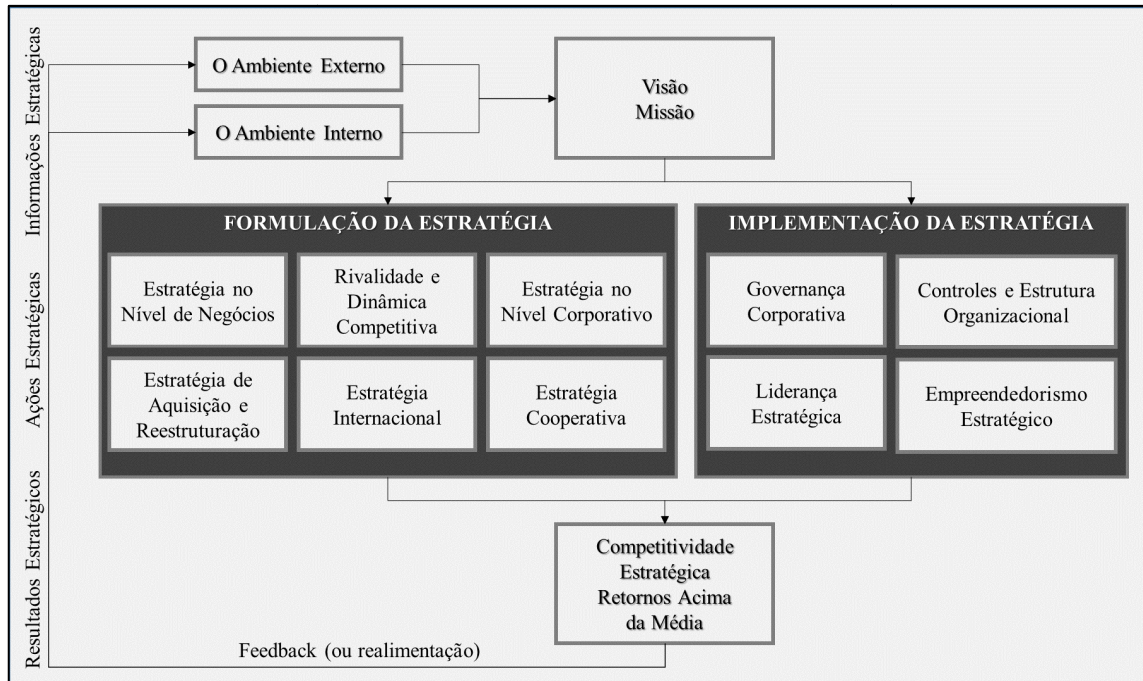 Informações Estratégicas
O Ambiente Externo
O Ambiente Interno
Visão
Missão
Ações Estratégicas
FORMULAÇÃO DA ESTRATÉGIA
Estratégia no
Nível de Negócios
Rivalidade e
Dinâmica
Competitiva
Estratégia no
Nível Corporativo
Estratégia de
Aquisição e
Reestruturação
Estratégia
Internacional
Estratégia
Cooperativa
IMPLEMENTAÇÃO DA ESTRATÉGIA
Governança
Corporativa
Controles e Estrutura
Organizacional
Liderança
Estratégica
Empreendedorismo
Estratégico
Resultados Estratégicos
Competitividade
Estratégica
Retornos Acima
da Média
Feedback (ou realimentação)